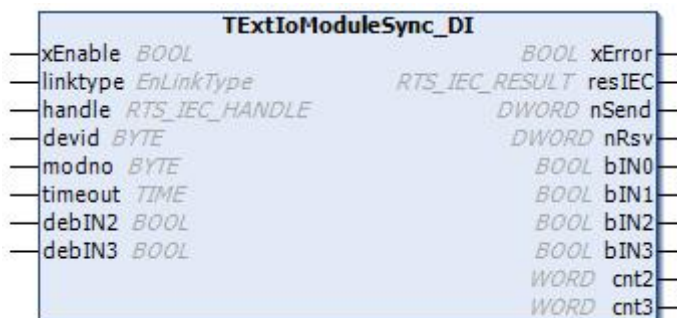 TExtIoModuleSync_DI
xEnable BOOL BOOL xError
linktype EnLinkType RTS_IEC_RESULT resIEC
handle RTS_IEC_HANDLE DWORD nSend
devid BYTE DWORD nRsv
modno BYTE BOOL bIN0
timeout TIME BOOL bIN1
debIN2 BOOL BOOL bIN2
debIN3 BOOL BOOL bIN3
WORD cnt2
WORD cnt3